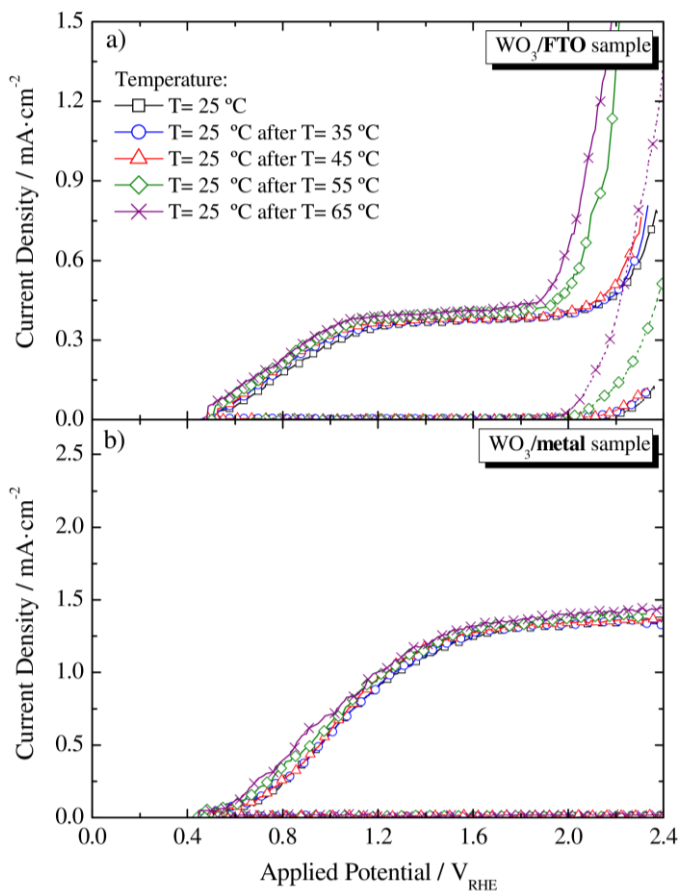 a)
WO₃/FTO sample
Temperature:
T= 25 ºC
T= 25 ºC after T= 35 ºC
T= 25 ºC after T= 45 ºC
T= 25 ºC after T= 55 ºC
T= 25 ºC after T= 65 ºC
Current Density / mA·cm⁻²
1.5
1.2
0.9
0.6
0.3
0.0
b)
WO₃/metal sample
Current Density / mA·cm⁻²
2.5
2.0
1.5
1.0
0.5
0.0
0.0 0.4 0.8 1.2 1.6 2.0 2.4
Applied Potential / V_RHE